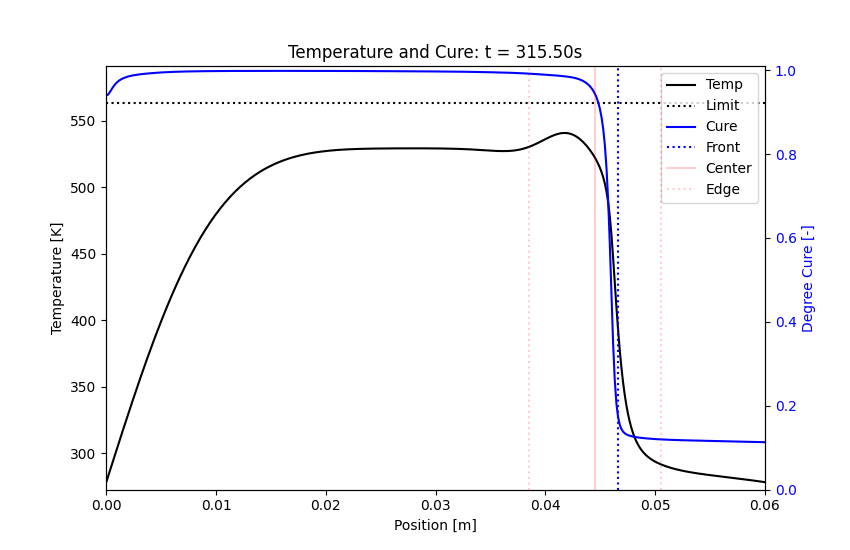 Temperature and Cure: t = 315.50s
Temperature [K]
550
500
450
400
350
300
Temp
Limit
Cure
Front
Center
Edge
1.0
0.8
0.6
0.4
0.2
0.0
Degree Cure [-]
0.00
0.01
0.02
0.03
0.04
0.05
0.06
Position [m]